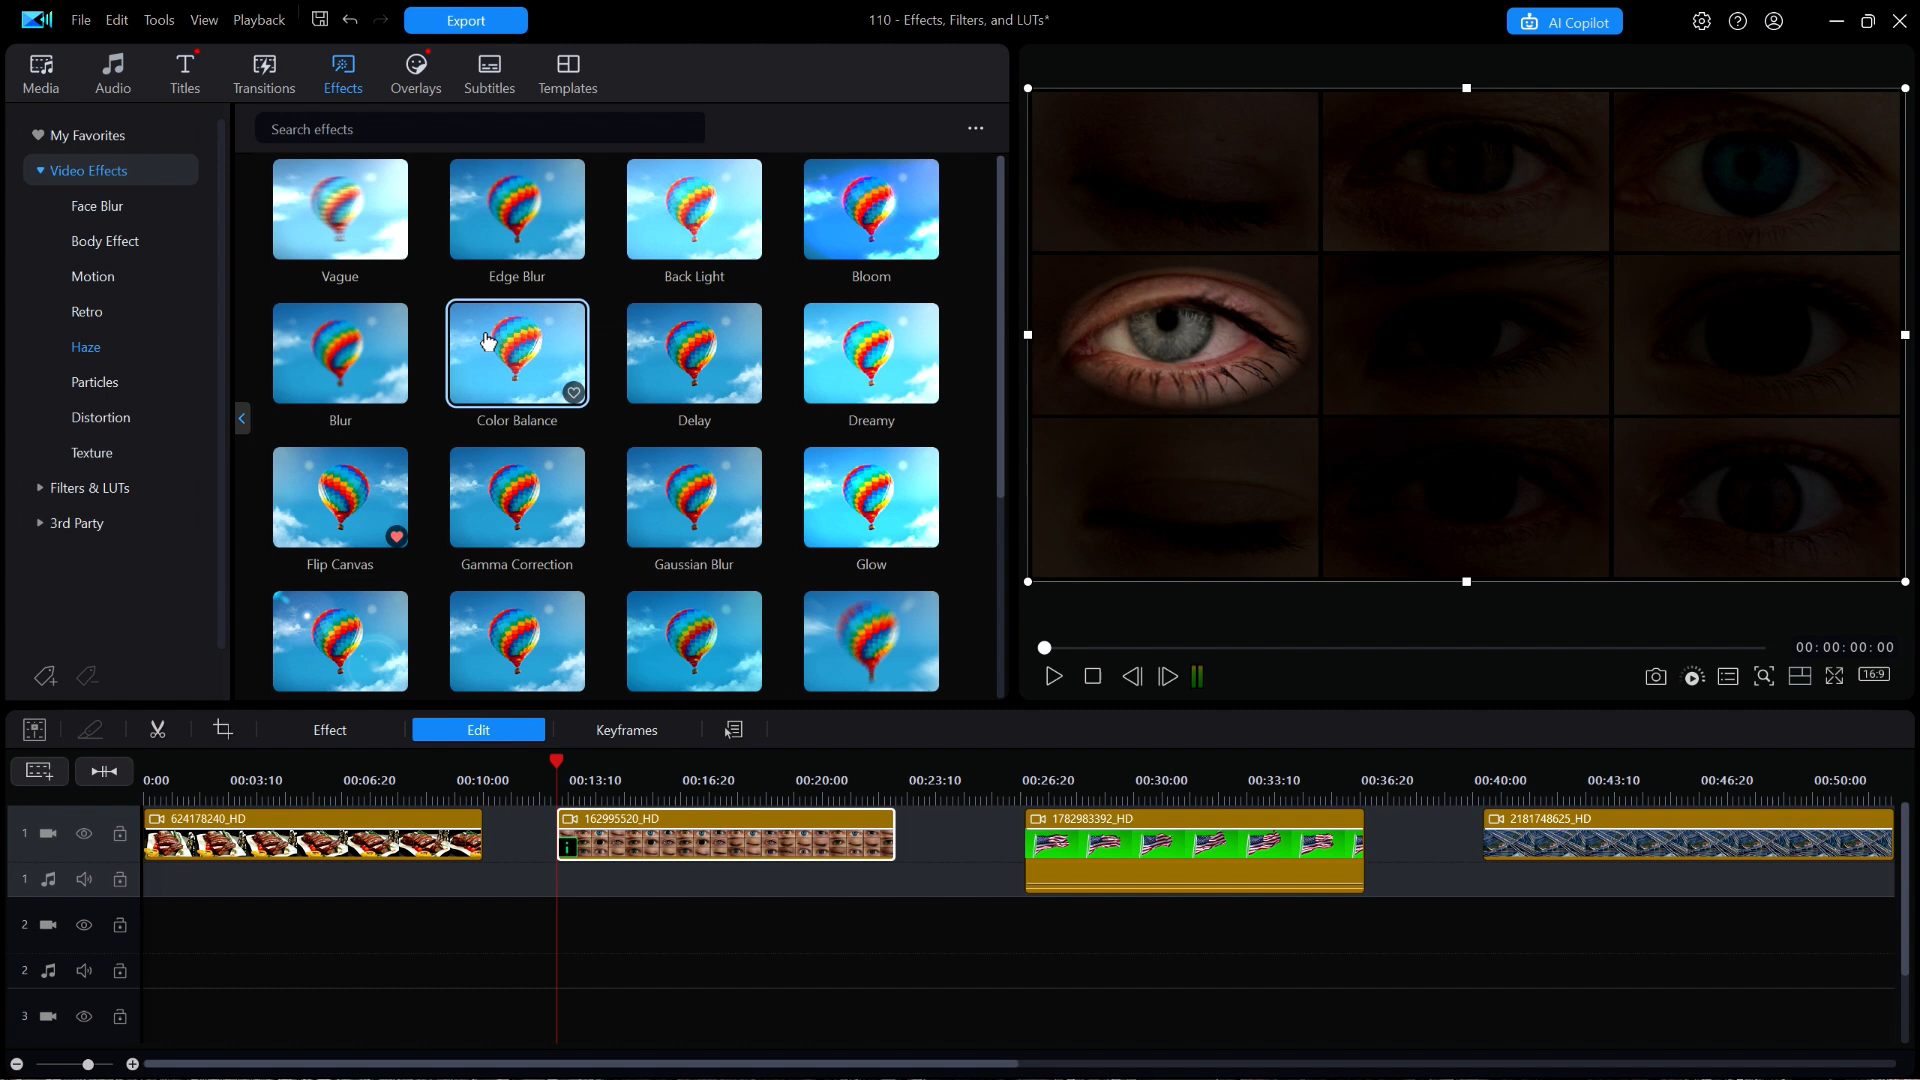 File Edit Tools View Playback
Export
110 - Effects, Filters, and LUTs*
AI Copilot
Media Audio Titles Transitions Effects Overlays Subtitles Templates
My Favorites
Video Effects
Face Blur
Body Effect
Motion
Retro
Haze
Particles
Distortion
Texture
Filters & LUTs
3rd Party
Search effects
Vague Edge Blur Back Light Bloom
Blur Color Balance Delay Dreamy
Flip Canvas Gamma Correction Gaussian Blur Glow
00:00:00:00
16:9
Effect Edit Keyframes
0:00 00:03:10 00:06:20 00:10:00 00:13:10 00:16:20 00:20:00 00:23:10 00:26:20 00:30:00 00:33:10 00:36:20 00:40:00 00:43:10 00:46:20 00:50:00
1 624178240_HD 162995520_HD 1782983392_HD 2181748625_HD
i
1
2
2
3